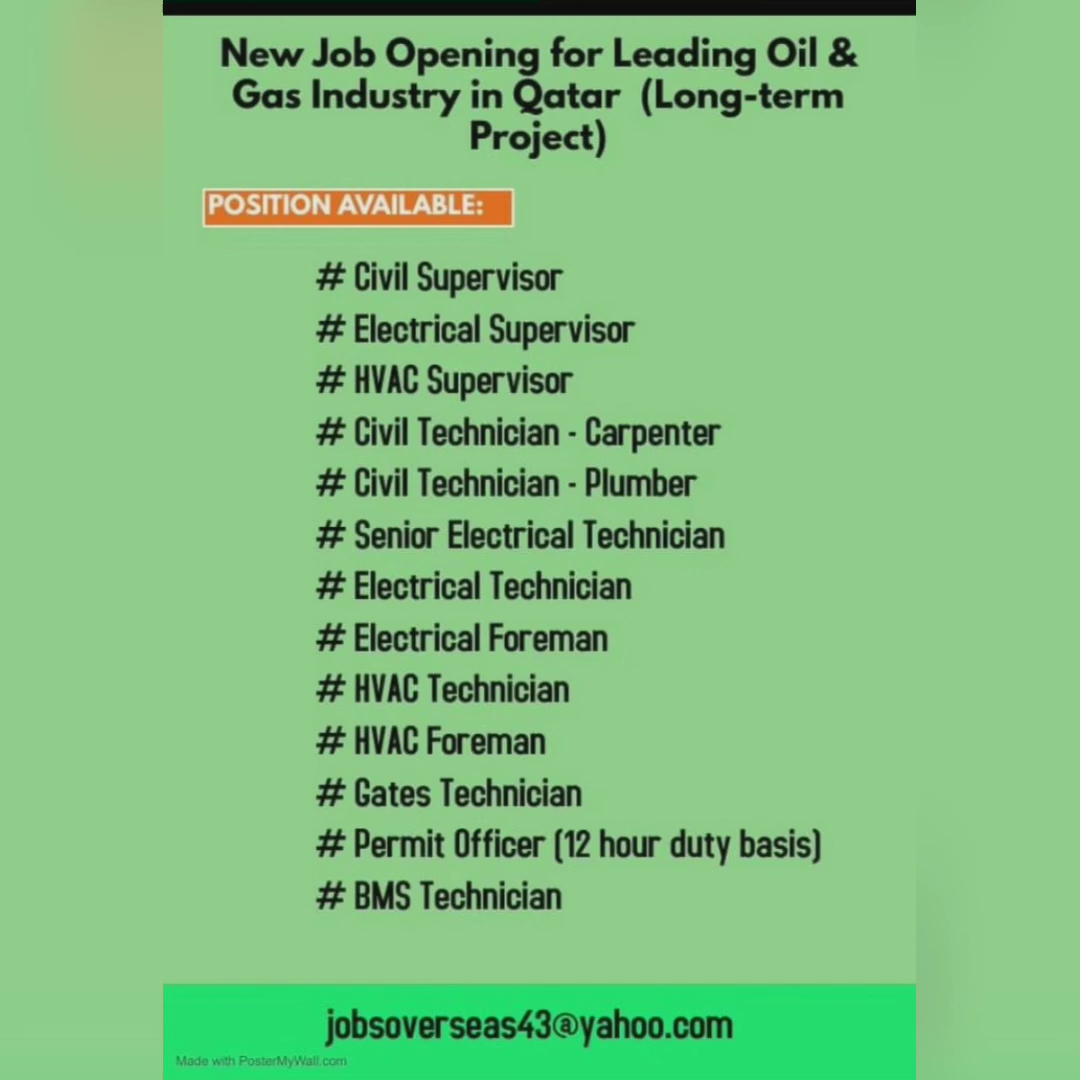 New Job Opening for Leading Oil &
Gas Industry in Qatar (Long-term
Project)
POSITION AVAILABLE:
# Civil Supervisor
# Electrical Supervisor
# HVAC Supervisor
# Civil Technician - Carpenter
# Civil Technician - Plumber
# Senior Electrical Technician
# Electrical Technician
# Electrical Foreman
# HVAC Technician
# HVAC Foreman
# Gates Technician
# Permit Officer (12 hour duty basis)
# BMS Technician
jobsoverseas43@yahoo.com
Made with PosterMyWall.com